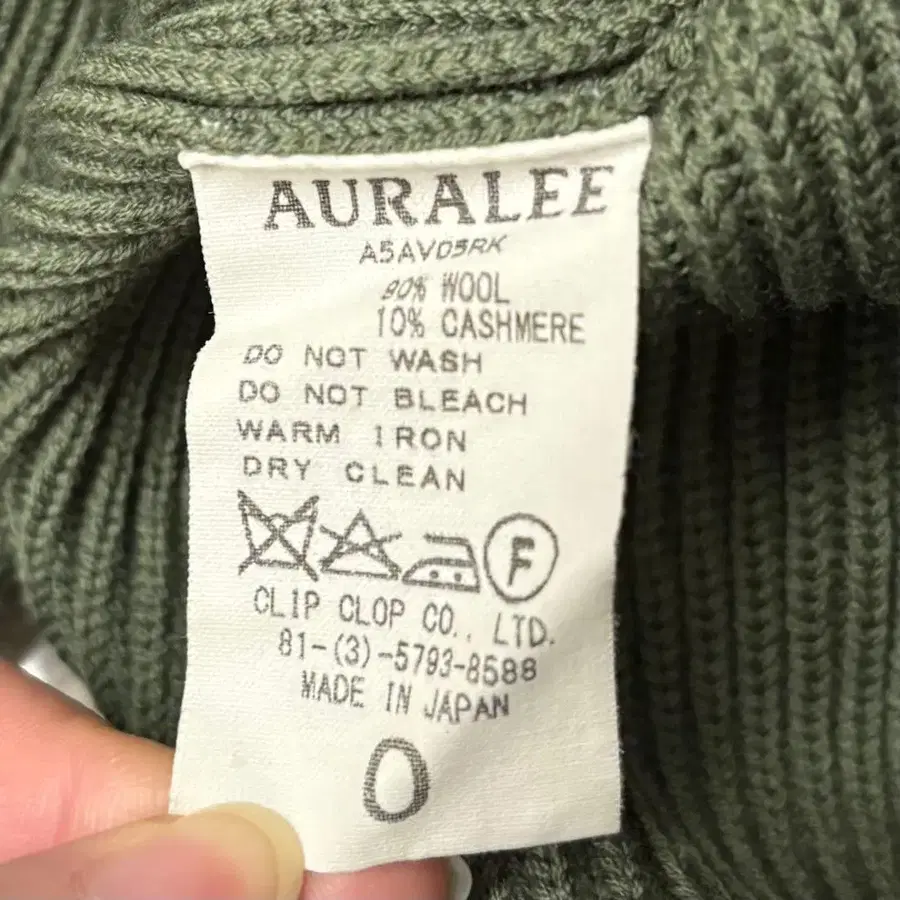 AURALEE
A5AV05RK
90% WOOL
10% CASHMERE
DO NOT WASH
DO NOT BLEACH
WARM IRON
DRY CLEAN
F
CLIP CLOP CO., LTD.
81-(3)-5793-8588
MADE IN JAPAN
0